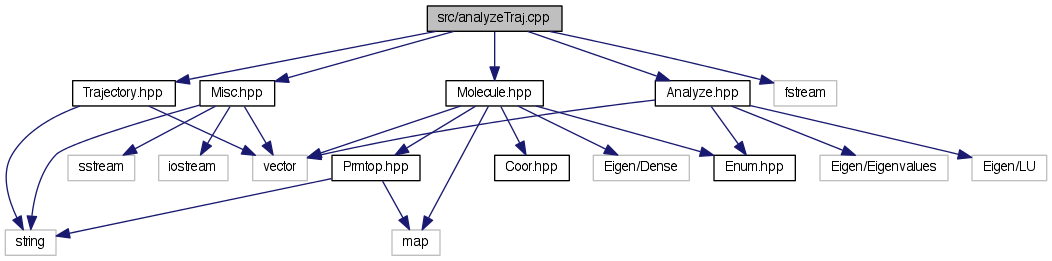 src/analyzeTraj.cpp
Trajectory.hpp
Misc.hpp
Molecule.hpp
Analyze.hpp
fstream
sstream
iostream
vector
Prmtop.hpp
Coor.hpp
Eigen/Dense
Enum.hpp
Eigen/Eigenvalues
Eigen/LU
string
map